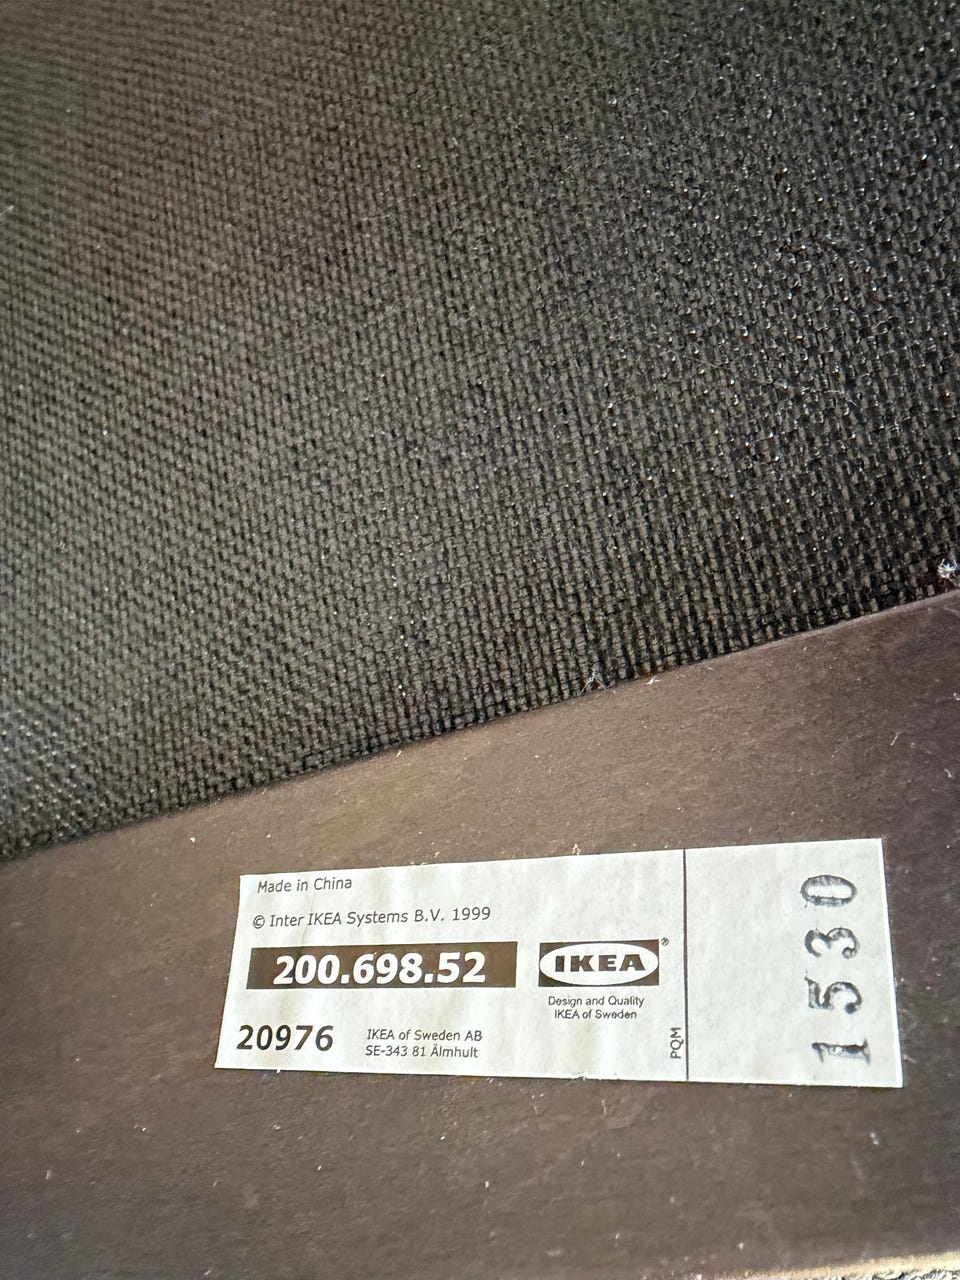 Made in China
© Inter IKEA Systems B.V. 1999
200.698.52
IKEA®
Design and Quality
IKEA of Sweden
20976
IKEA of Sweden AB
SE-343 81 Älmhult
PQM
1530